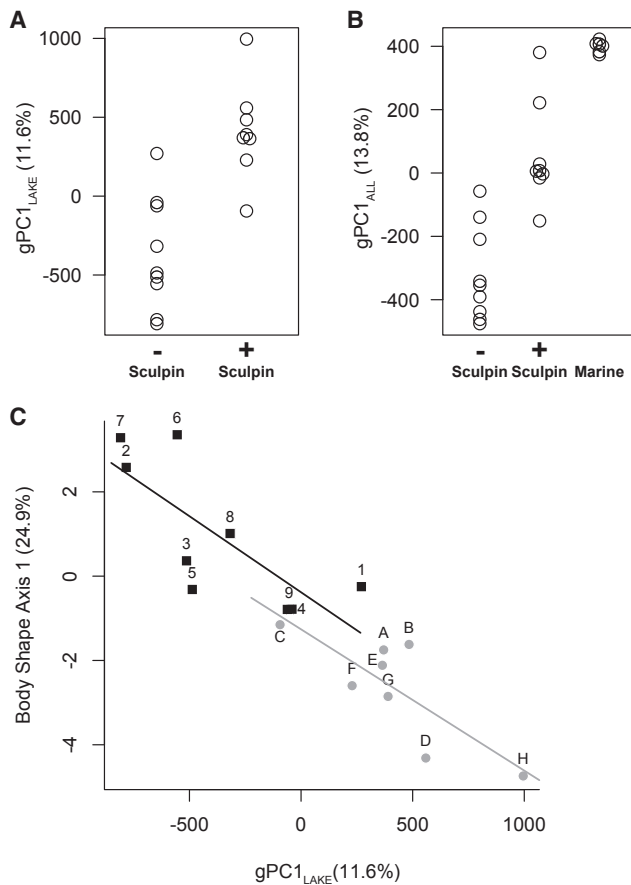 A
gPC1LAKE (11.6%)
1000
500
0
-500
-
+
Sculpin Sculpin
B
gPC1ALL (13.8%)
400
200
0
-200
-400
-
+
Sculpin Sculpin Marine
C
Body Shape Axis 1 (24.9%)
2
0
-2
-4
7
6
2
8
3
5
9
4
1
C
A
B
E
F
G
D
H
-500
0
500
1000
gPC1LAKE(11.6%)